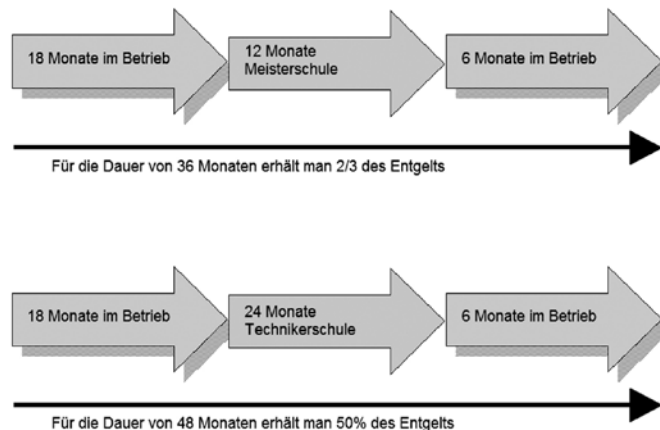 18 Monate im Betrieb
12 Monate
Meisterschule
6 Monate im Betrieb
Für die Dauer von 36 Monaten erhält man 2/3 des Entgelts
18 Monate im Betrieb
24 Monate
Technikerschule
6 Monate im Betrieb
Für die Dauer von 48 Monaten erhält man 50% des Entgelts